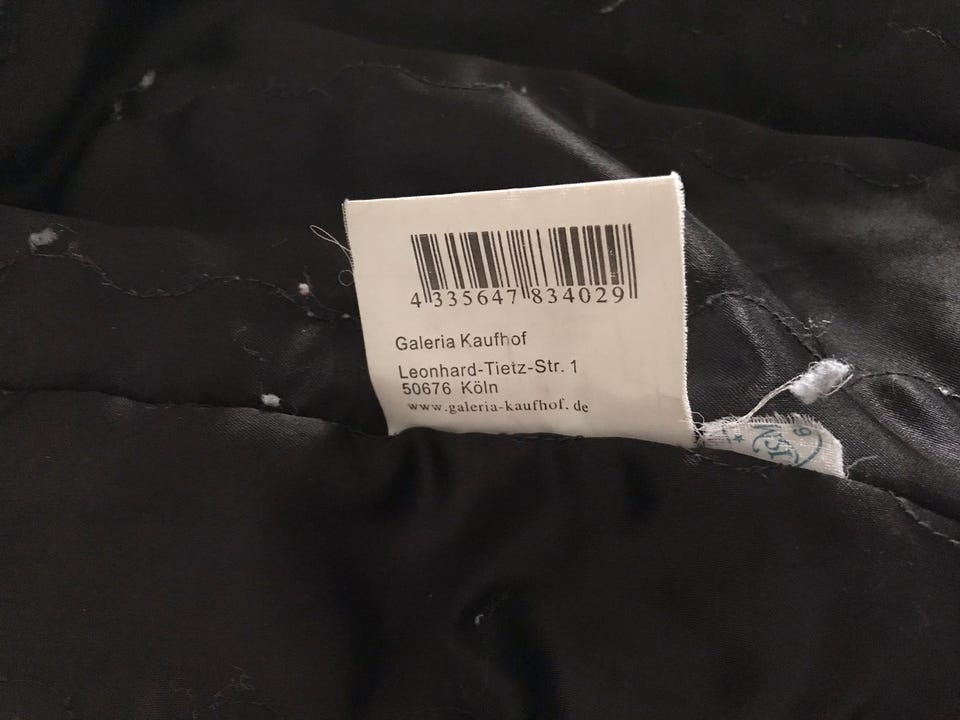 4 335647 834029
Galeria Kaufhof
Leonhard-Tietz-Str. 1
50676 Köln
www.galeria-kaufhof.de